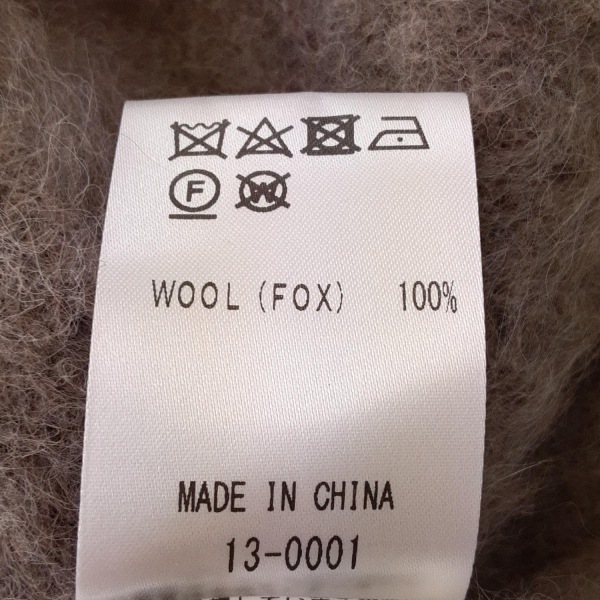 F W
WOOL (FOX) 100%
MADE IN CHINA
13-0001